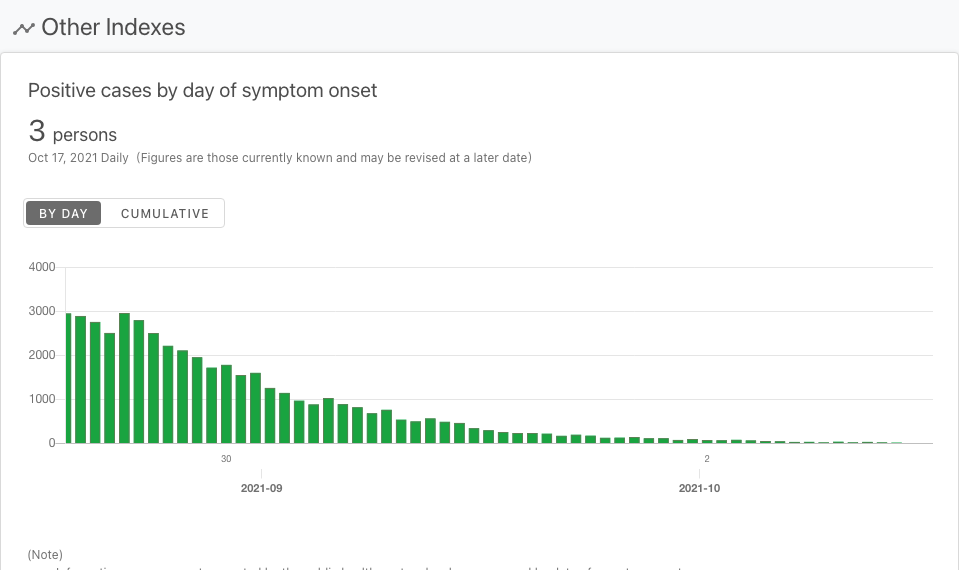 Other Indexes
Positive cases by day of symptom onset
3 persons
Oct 17, 2021 Daily (Figures are those currently known and may be revised at a later date)
BY DAY CUMULATIVE
4000
3000
2000
1000
0
30 2
2021-09 2021-10
(Note)